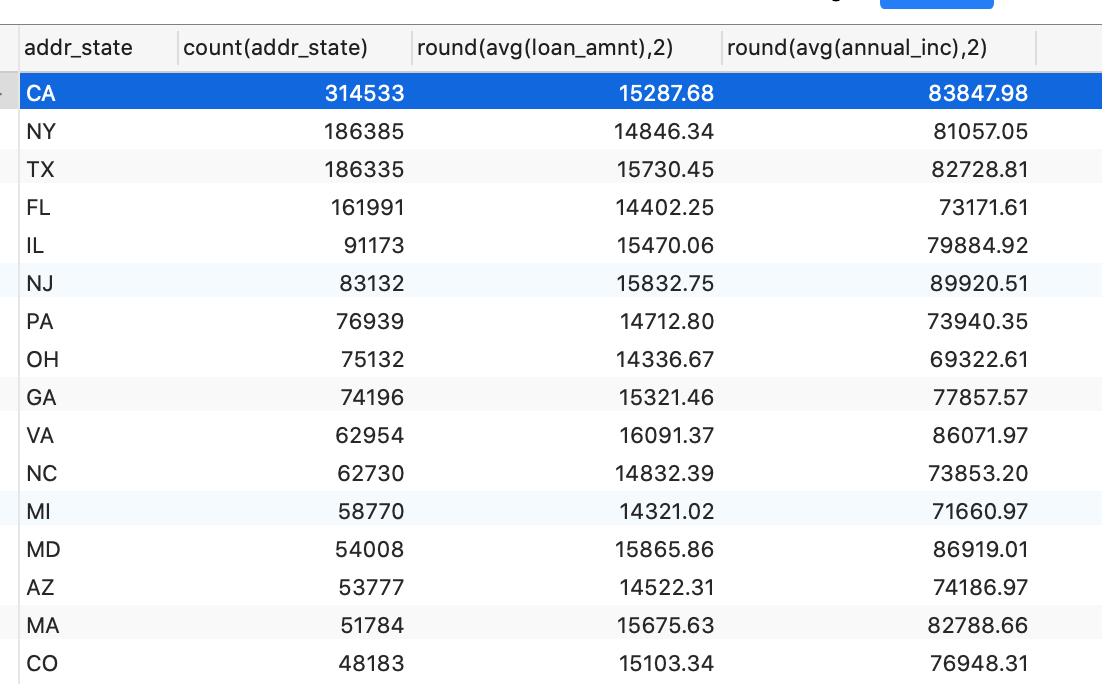 addr_state count(addr_state) round(avg(loan_amnt),2) round(avg(annual_inc),2)
CA 314533 15287.68 83847.98
NY 186385 14846.34 81057.05
TX 186335 15730.45 82728.81
FL 161991 14402.25 73171.61
IL 91173 15470.06 79884.92
NJ 83132 15832.75 89920.51
PA 76939 14712.80 73940.35
OH 75132 14336.67 69322.61
GA 74196 15321.46 77857.57
VA 62954 16091.37 86071.97
NC 62730 14832.39 73853.20
MI 58770 14321.02 71660.97
MD 54008 15865.86 86919.01
AZ 53777 14522.31 74186.97
MA 51784 15675.63 82788.66
CO 48183 15103.34 76948.31